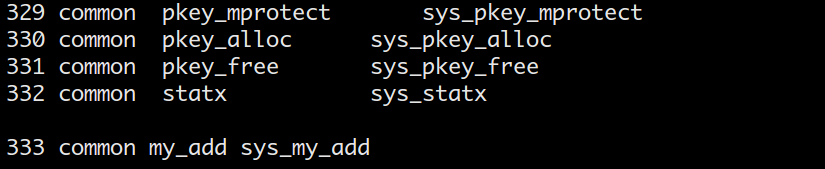 329 common  pkey_mprotect       sys_pkey_mprotect
330 common  pkey_alloc      sys_pkey_alloc
331 common  pkey_free       sys_pkey_free
332 common  statx           sys_statx
333 common my_add sys_my_add